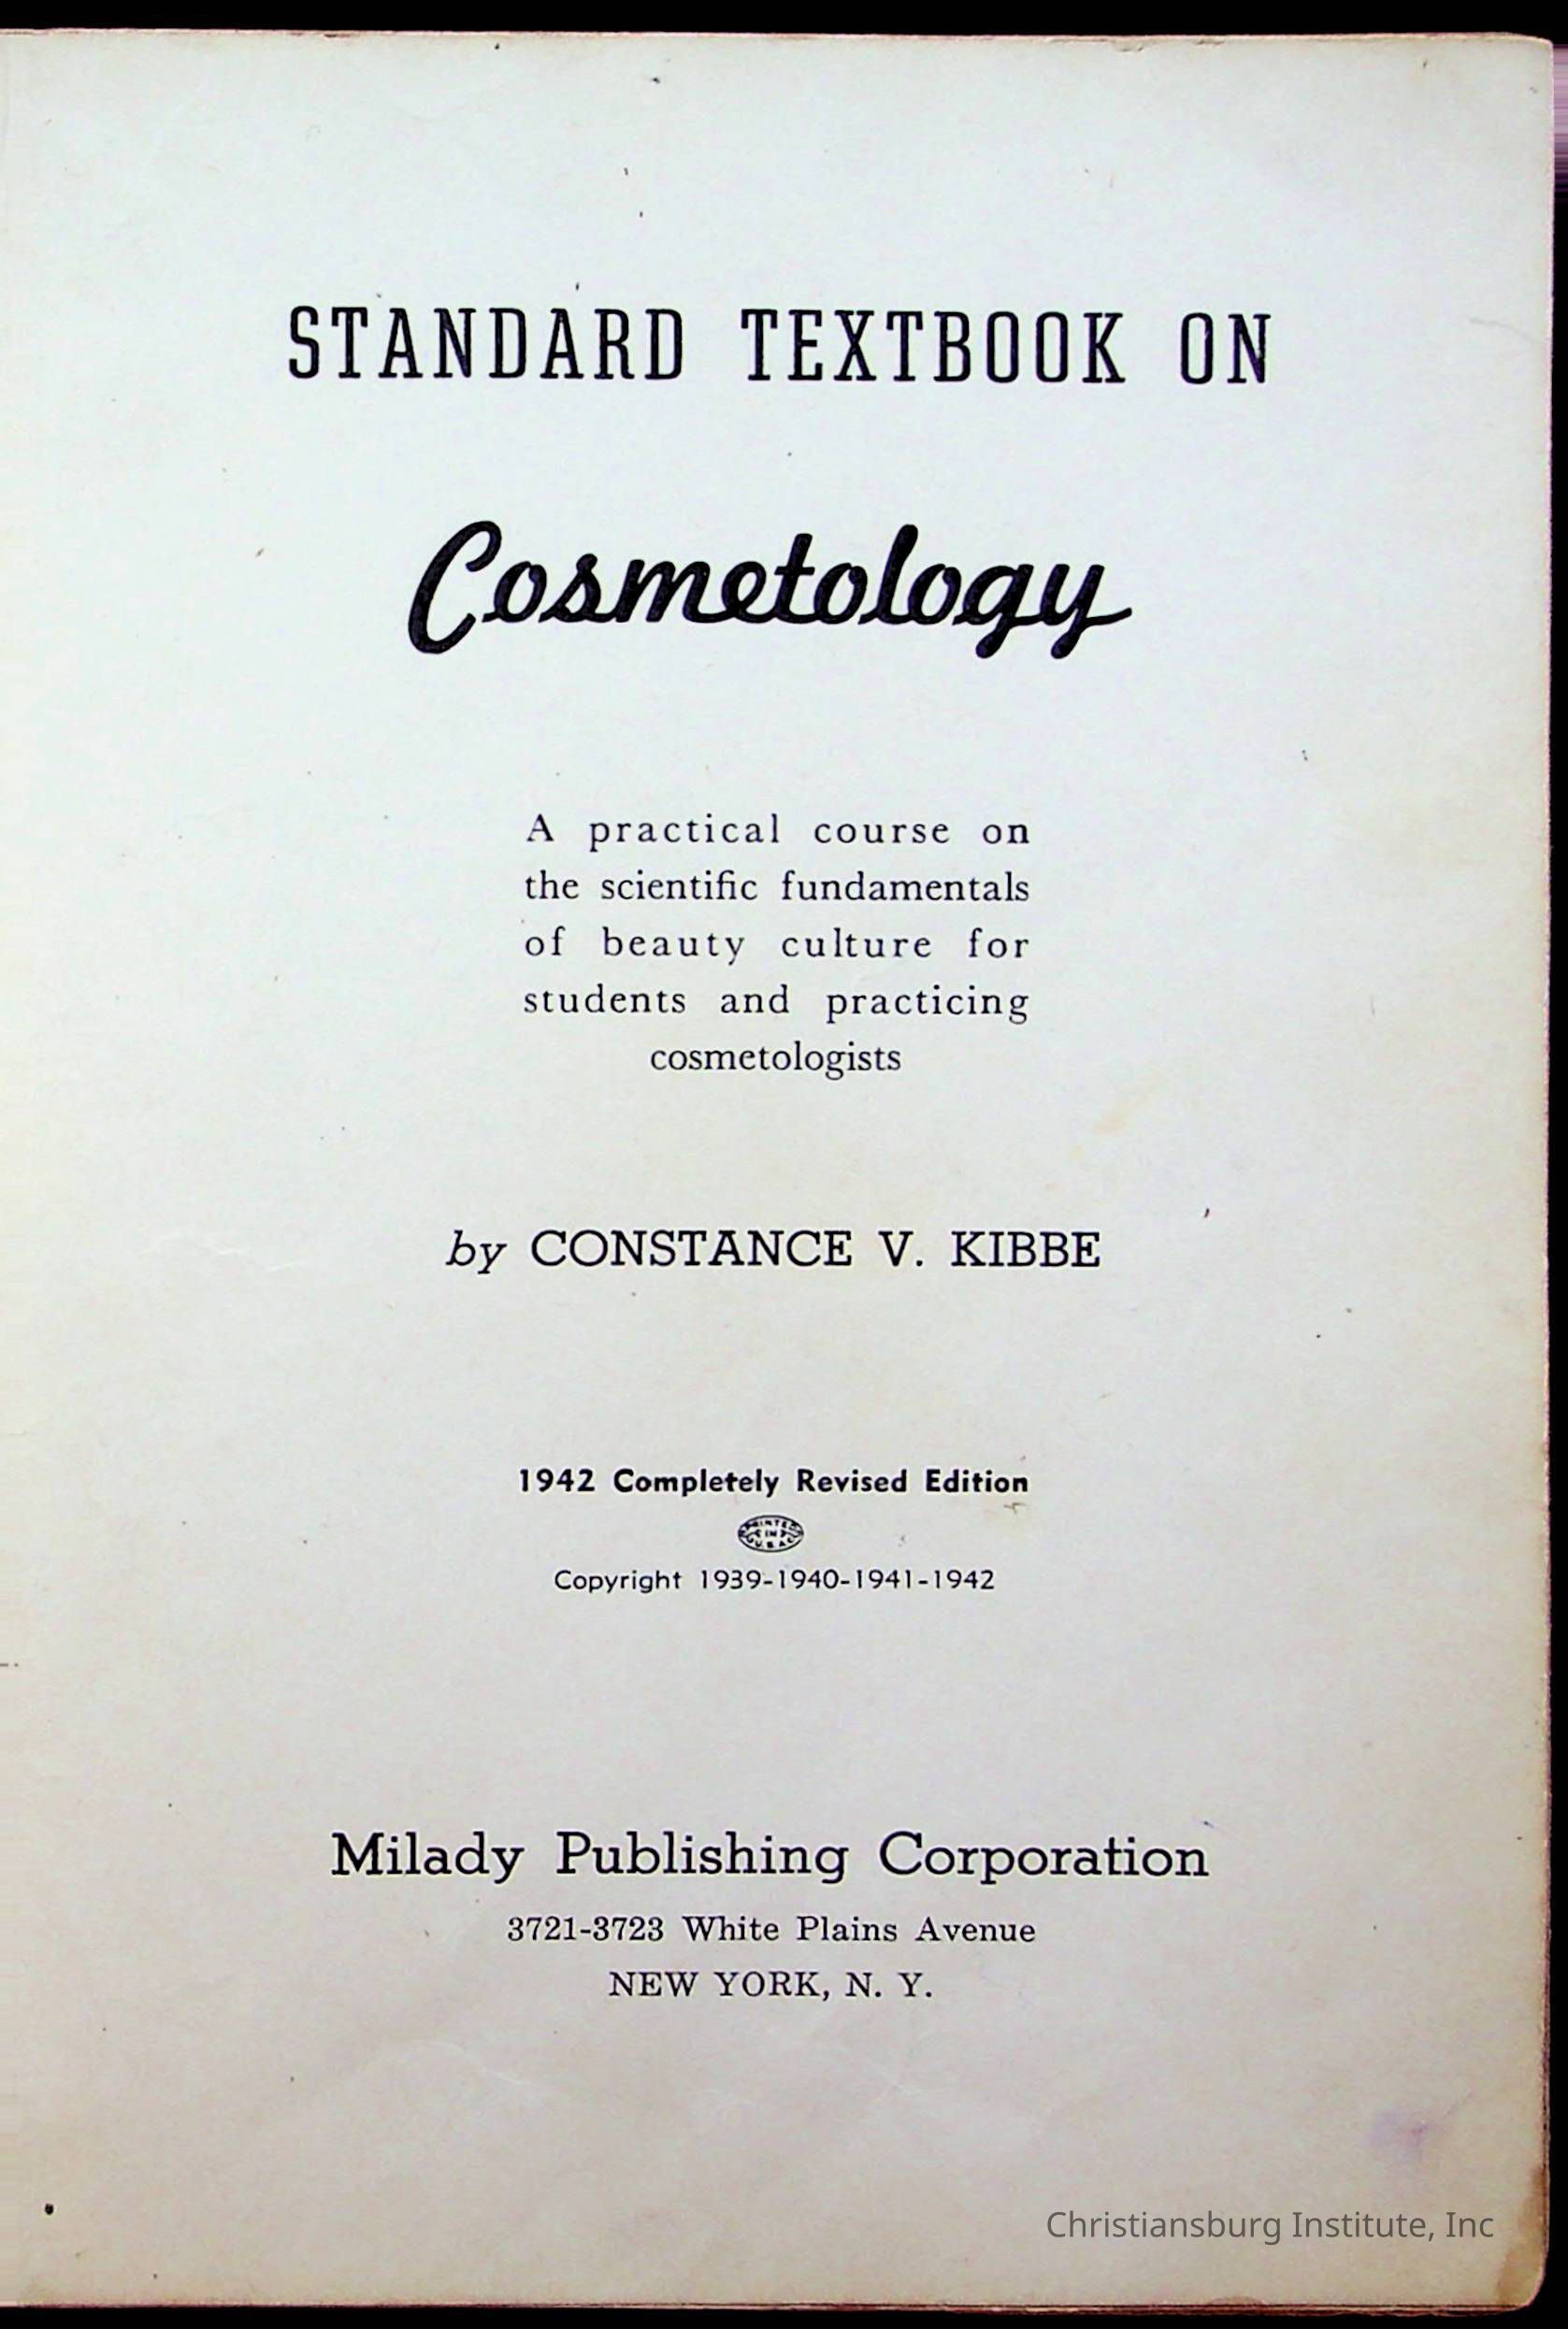 STANDARD TEXTBOOK ON
Cosmetology
A practical course on
the scientific fundamentals
of beauty culture for
students and practicing
cosmetologists
by CONSTANCE V. KIBBE
1942 Completely Revised Edition
PRINTED
IN
U.S.A.
Copyright 1939-1940-1941-1942
Milady Publishing Corporation
3721-3723 White Plains Avenue
NEW YORK, N. Y.
Christiansburg Institute, Inc